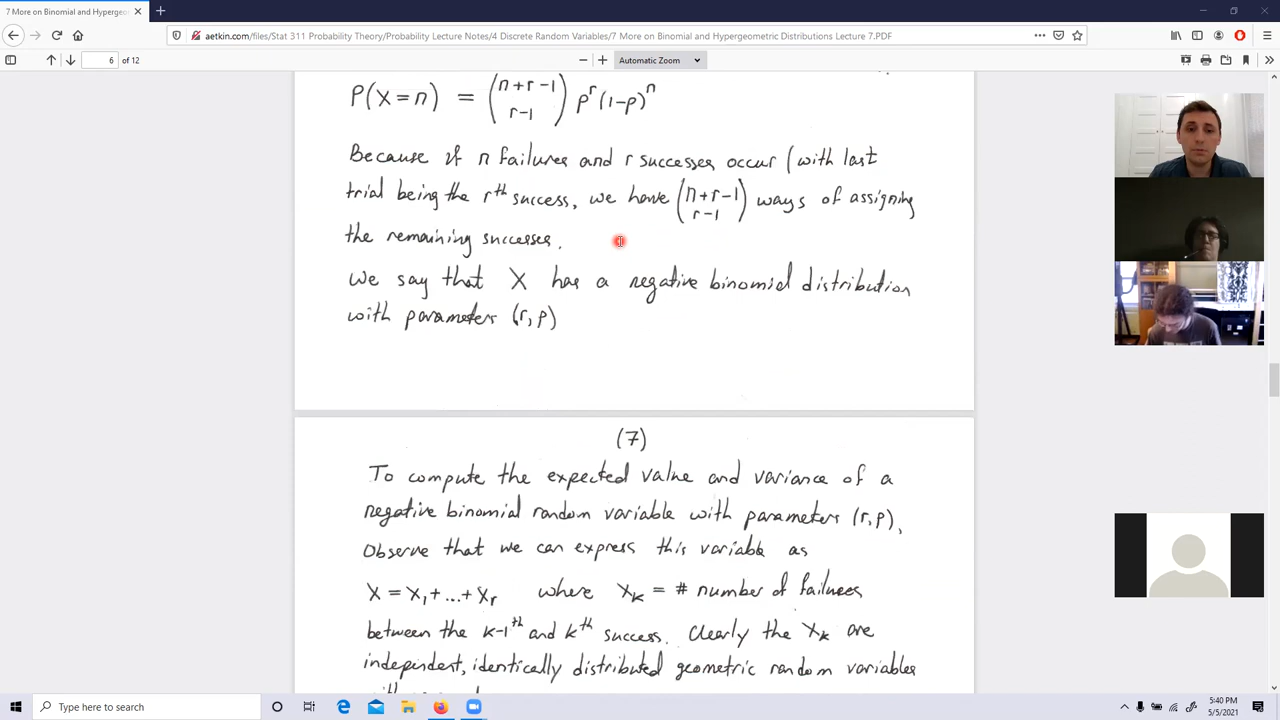 7 More on Binomial and Hypergeo
aetkin.com/files/Stat 311 Probability Theory/Probability Lecture Notes/4 Discrete Random Variables/7 More on Binomial and Hypergeometric Distributions Lecture 7.PDF
6 of 12
Automatic Zoom
P(X=n) = (n+r-1 r-1) p^r (1-p)^n
Because if n failures and r successes occur (with last
trial being the r^th success, we have (n+r-1 r-1) ways of assigning
the remaining successes.
We say that X has a negative binomial distribution
with parameters (r,p)
(7)
To compute the expected value and variance of a
negative binomial random variable with parameters (r,p),
Observe that we can express this variable as
X = X₁+...+X_r where X_k = # number of failures
between the k-1^th and k^th success. Clearly the X_k are
independent, identically distributed geometric random variables
Type here to search
5:40 PM
5/5/2021